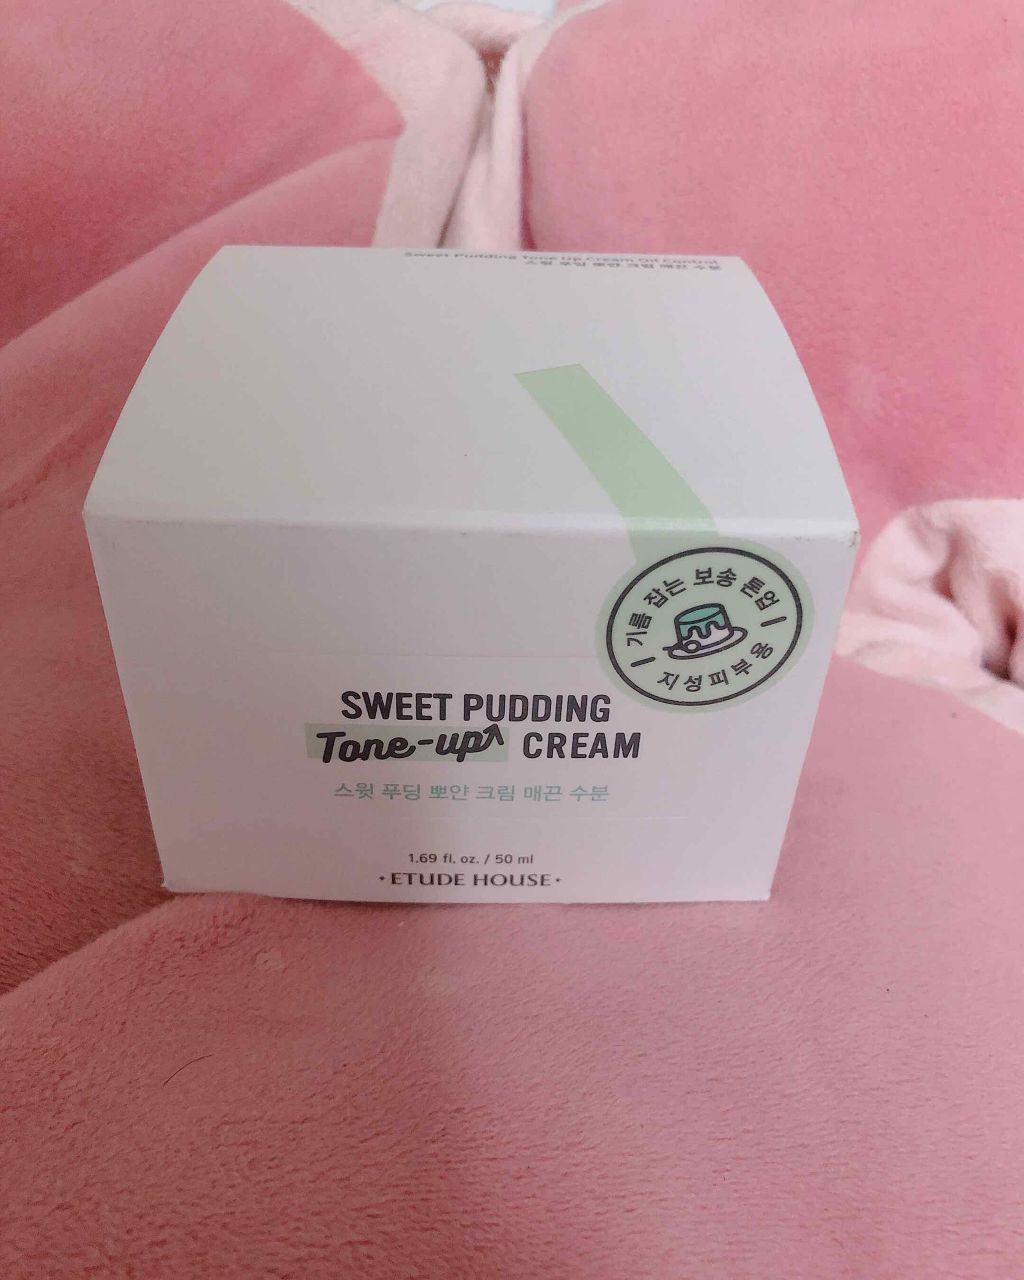 Sweet Pudding Tone Up Cream Oil Control
스윗 푸딩 뽀얀 크림 매끈 수분
기름 잡는 보송 톤업
지성피부용
SWEET PUDDING
Tone-up CREAM
스윗 푸딩 뽀얀 크림 매끈 수분
1.69 fl. oz. / 50 ml
·ETUDE HOUSE·